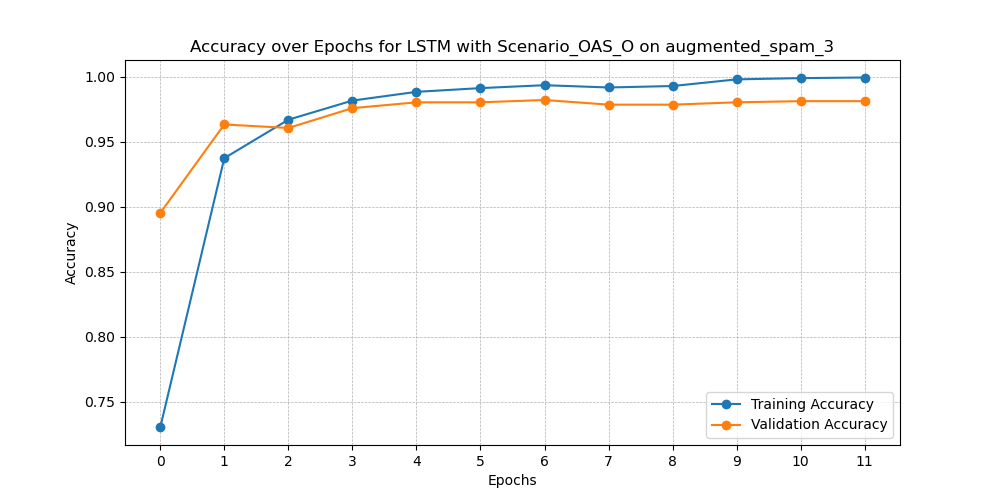 Accuracy over Epochs for LSTM with Scenario_OAS_O on augmented_spam_3
1.00
0.95
0.90
0.85
0.80
0.75
Accuracy
0 1 2 3 4 5 6 7 8 9 10 11
Epochs
Training Accuracy
Validation Accuracy